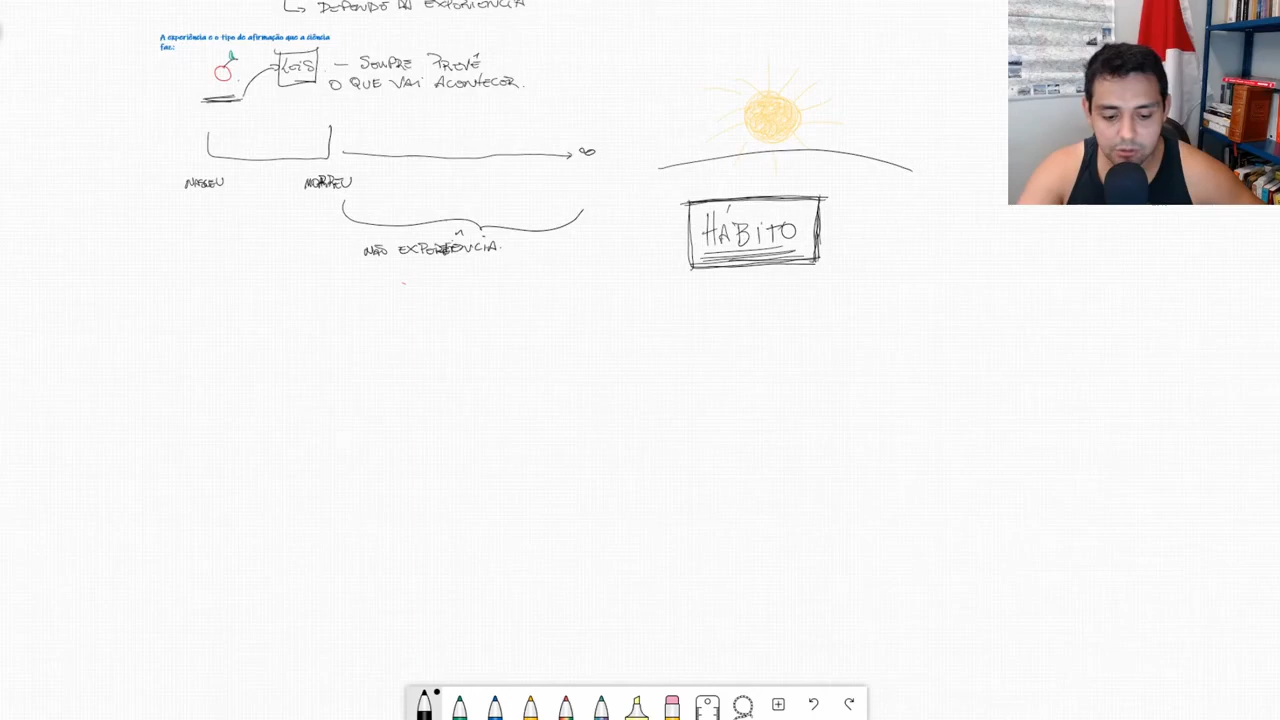 ↳ DEPENDE DA EXPERIÊNCIA
A experiência e o tipo de afirmação que a ciência
faz:
LEIS — SEMPRE PREVÊ
O QUE VAI ACONTECER.
∞
NASCEU MORREU
HÁBITO
NÃO EXPERIÊNCIA.